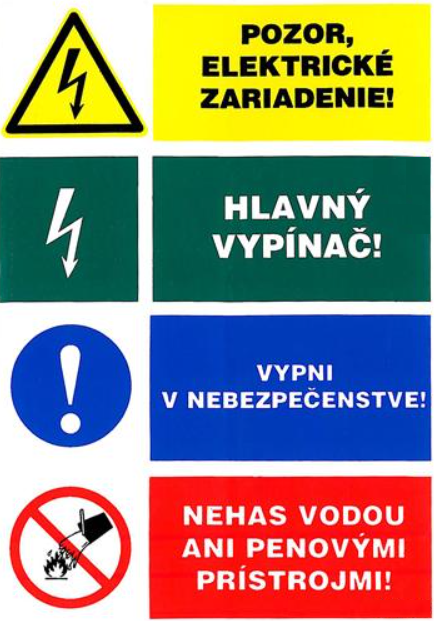 POZOR,
ELEKTRICKÉ
ZARIADENIE!
HLAVNÝ
VYPÍNAČ!
VYPNI
V NEBEZPEČENSTVE!
NEHAS VODOU
ANI PENOVÝMI
PRÍSTROJMI!